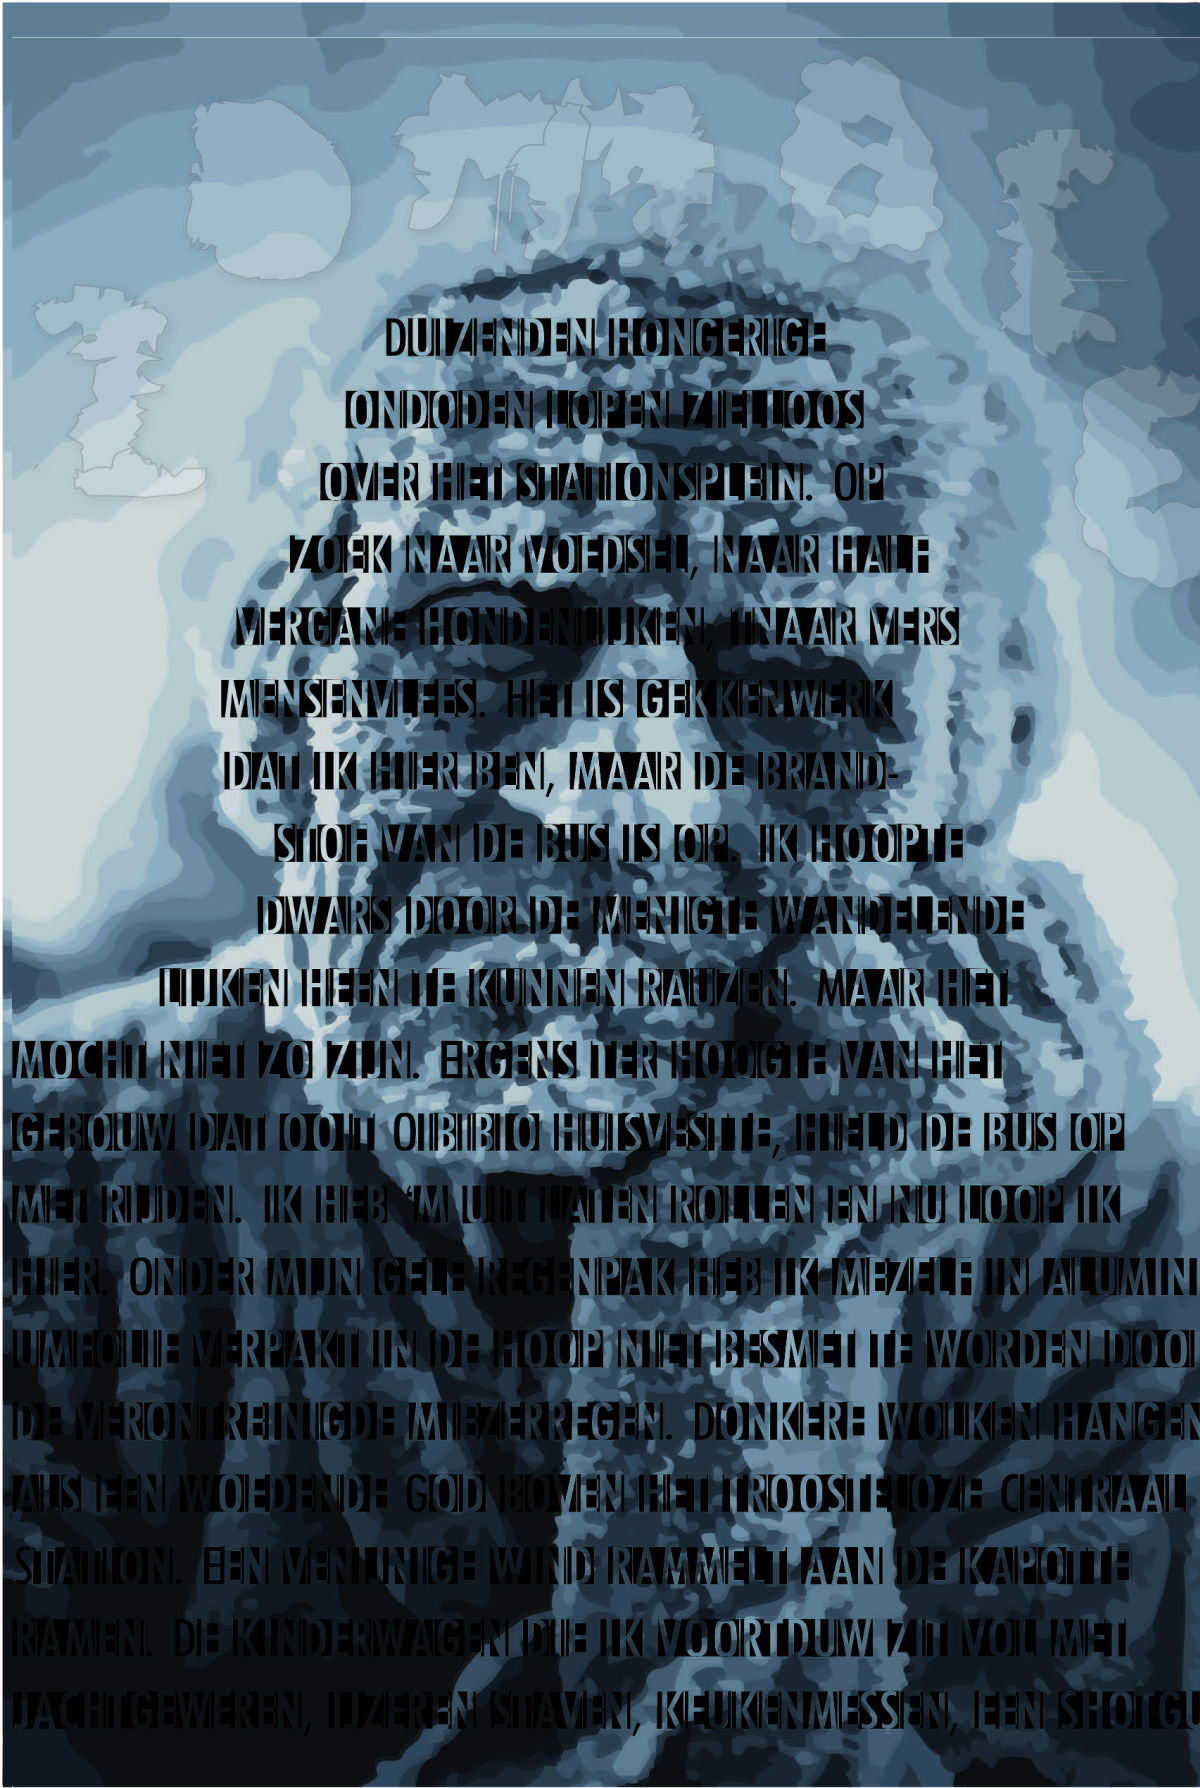 DUIZENDEN HONGERIGE
ONDODEN LOPEN ZIELLOOS
OVER HET STATIONSPLEIN. OP
ZOEK NAAR VOEDSEL, NAAR HALF
VERGANE HONDENLIJKEN, NAAR VERS
MENSENVLEES. HET IS GEKKENWERK
DAT IK HIER BEN, MAAR DE BRAND-
STOF VAN DE BUS IS OP. IK HOOPTE
DWARS DOOR DE MENIGTE WANDELENDE
LIJKEN HEEN TE KUNNEN RAUZEN. MAAR HET
MOCHT NIET ZO ZIJN. ERGENS TER HOOGTE VAN HET
GEBOUW DAT OOIT OIBIBIO HUISVESTTE, HIELD DE BUS OP
MET RIJDEN. IK HEB ‘M UIT LATEN ROLLEN EN NU LOOP IK
HIER. ONDER MIJN GELE REGENPAK HEB IK MEZELF IN ALUMINI
UMFOLIE VERPAKT IN DE HOOP NIET BESMET TE WORDEN DOOR
DE VERONTREINIGDE MIEZERREGEN. DONKERE WOLKEN HANGEN
ALS EEN WOEDENDE GOD BOVEN HET TROOSTELOZE CENTRAAL
STATION. EEN VENIJNIGE WIND RAMMELT AAN DE KAPOTTE
RAMEN. DE KINDERWAGEN DIE IK VOORTDUW ZIT VOL MET
JACHTGEWEREN, IJZEREN STAVEN, KEUKENMESSEN, EEN SHOTGU